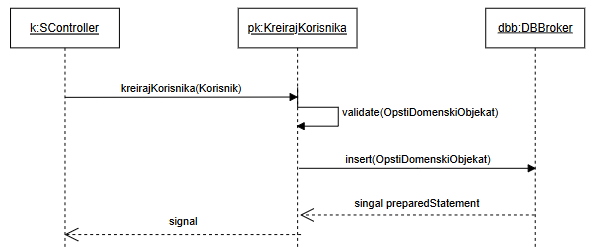 k:SController
pk:KreirajKorisnika
dbb:DBBroker
kreirajKorisnika(Korisnik)
validate(OpstiDomenskiObjekat)
insert(OpstiDomenskiObjekat)
singal preparedStatement
signal